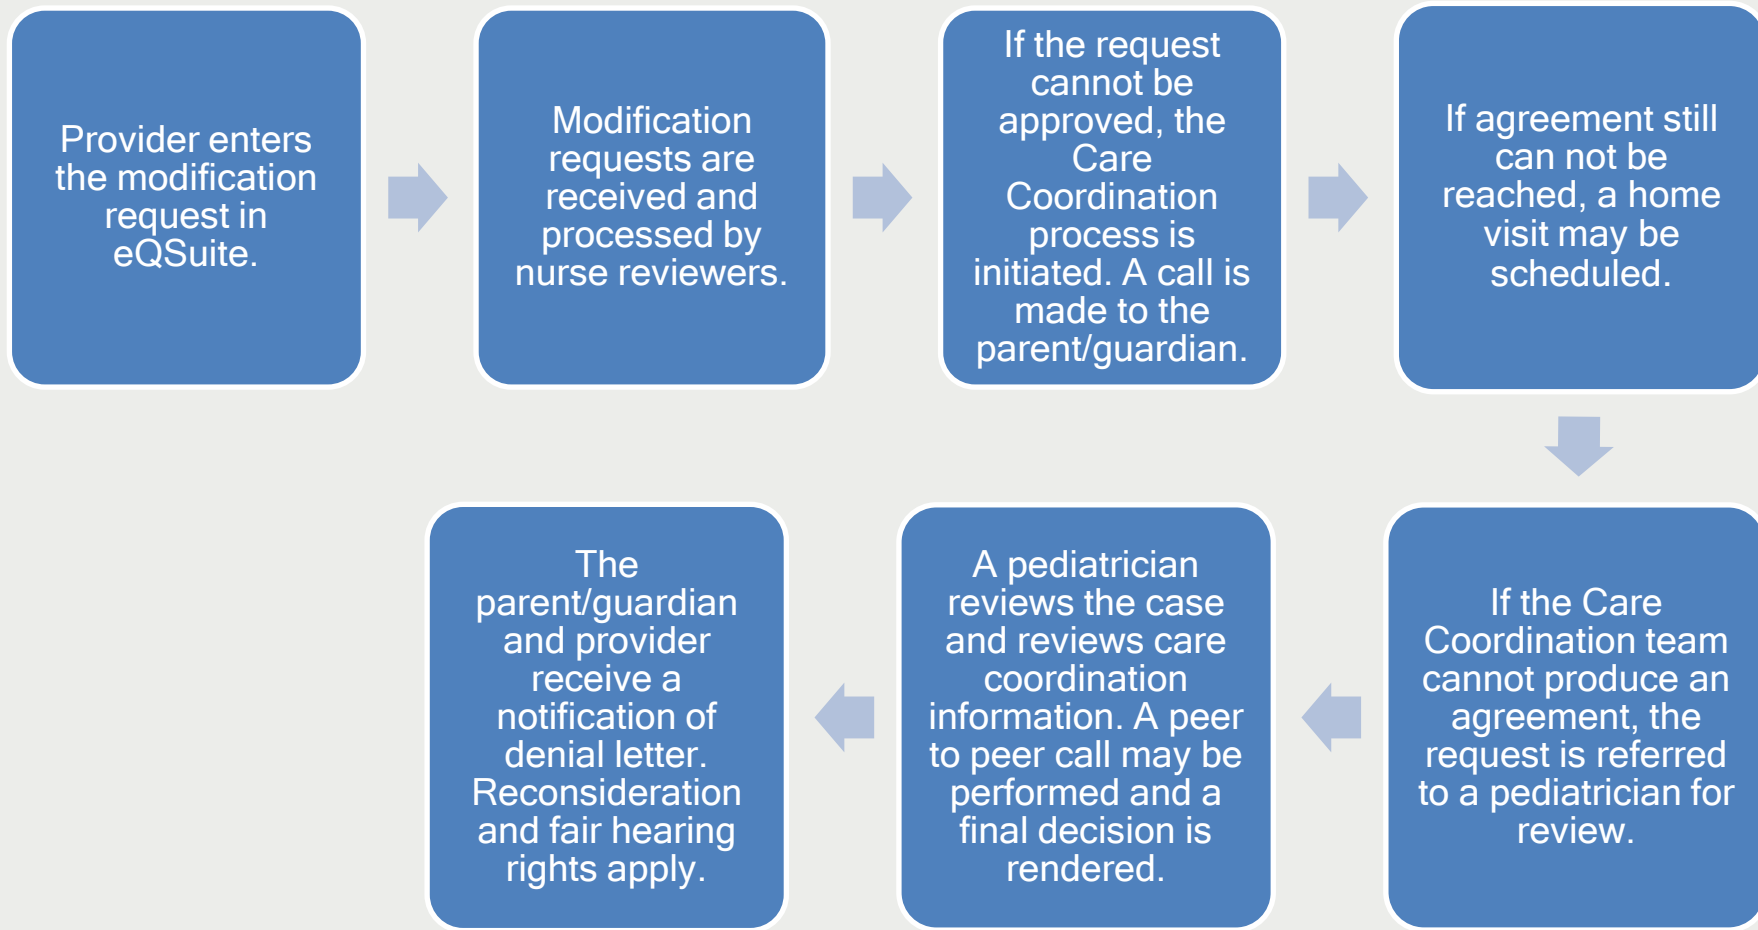 Provider enters
the modification
request in
eQSuite.
Modification
requests are
received and
processed by
nurse reviewers.
If the request
cannot be
approved, the
Care
Coordination
process is
initiated. A call is
made to the
parent/guardian.
If agreement still
can not be
reached, a home
visit may be
scheduled.
If the Care
Coordination team
cannot produce an
agreement, the
request is referred
to a pediatrician for
review.
A pediatrician
reviews the case
and reviews care
coordination
information. A peer
to peer call may be
performed and a
final decision is
rendered.
The
parent/guardian
and provider
receive a
notification of
denial letter.
Reconsideration
and fair hearing
rights apply.